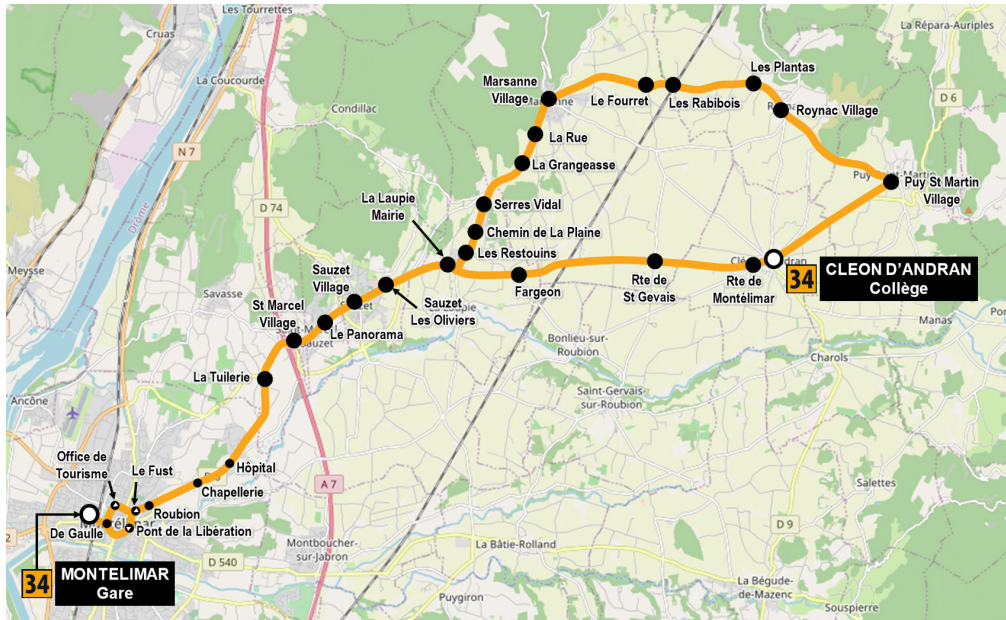 Les Tourrettes
Cruas
La Répara-Auriples
La Coucourde
Les Plantas
Marsanne
Village
Le Fourret
Les Rabibois
D 6
Condillac
Roynac Village
La Rue
N 7
Drôme
La Grangeasse
Puy St Martin
Village
La Laupie
Mairie
Serres Vidal
D 74
Chemin de La Plaine
Les Restouins
Meysse
Sauzet
Village
Fargeon
Rte de
St Gevais
Rte de
Montélimar
34
CLEON D'ANDRAN
Collège
Savasse
St Marcel
Village
Sauzet
Les Oliviers
Le Panorama
Manas
Bonlieu-sur-
Roubion
Charols
La Tuilerie
Saint-Gervais-
sur-Roubion
Ancône
Office de
Tourisme
Le Fust
Hôpital
Chapellerie
A 7
Salettes
Roubion
De Gaulle
Pont de la Libération
D 9
Montboucher-
sur-Jabron
La Bâtie-Rolland
D 540
34
MONTELIMAR
Gare
La Bégude-
de-Mazenc
Puygiron
Souspierre